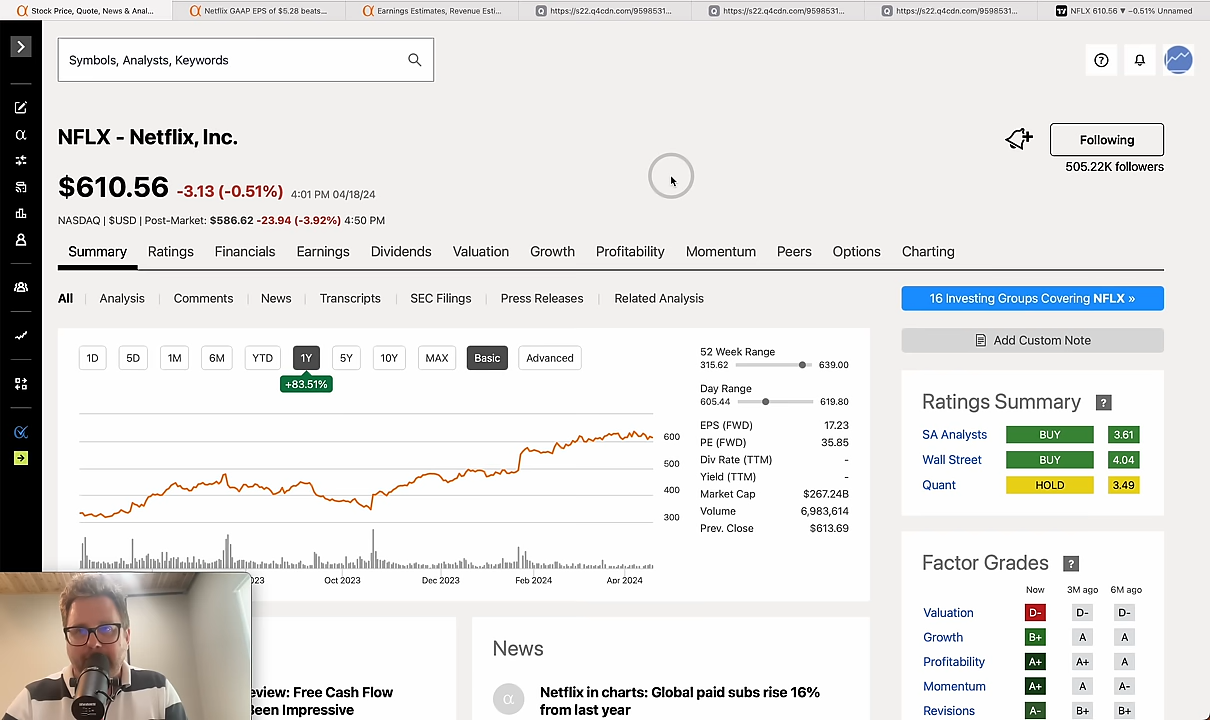 Stock Price, Quote, News & Anal...
Netflix GAAP EPS of $5.28 beats...
Earnings Estimates, Revenue Esti...
https://s22.q4cdn.com/9598531...
https://s22.q4cdn.com/9598531...
https://s22.q4cdn.com/9598531...
NFLX 610.56 ▼ −0.51% Unnamed
Symbols, Analysts, Keywords
NFLX - Netflix, Inc.
Following
505.22K followers
$610.56 -3.13 (-0.51%) 4:01 PM 04/18/24
NASDAQ | $USD | Post-Market: $586.62 -23.94 (-3.92%) 4:50 PM
Summary Ratings Financials Earnings Dividends Valuation Growth Profitability Momentum Peers Options Charting
All Analysis Comments News Transcripts SEC Filings Press Releases Related Analysis
16 Investing Groups Covering NFLX »
Add Custom Note
1D 5D 1M 6M YTD 1Y 5Y 10Y MAX Basic Advanced
+83.51%
600
500
400
300
023 Oct 2023 Dec 2023 Feb 2024 Apr 2024
52 Week Range
315.62 639.00
Day Range
605.44 619.80
EPS (FWD) 17.23
PE (FWD) 35.85
Div Rate (TTM) -
Yield (TTM) -
Market Cap $267.24B
Volume 6,983,614
Prev. Close $613.69
Ratings Summary ?
SA Analysts BUY 3.61
Wall Street BUY 4.04
Quant HOLD 3.49
Factor Grades ?
Now 3M ago 6M ago
Valuation D- D- D-
Growth B+ A A
Profitability A+ A+ A
Momentum A+ A A-
Revisions A- B+ B+
eview: Free Cash Flow
Been Impressive
News
Netflix in charts: Global paid subs rise 16%
from last year